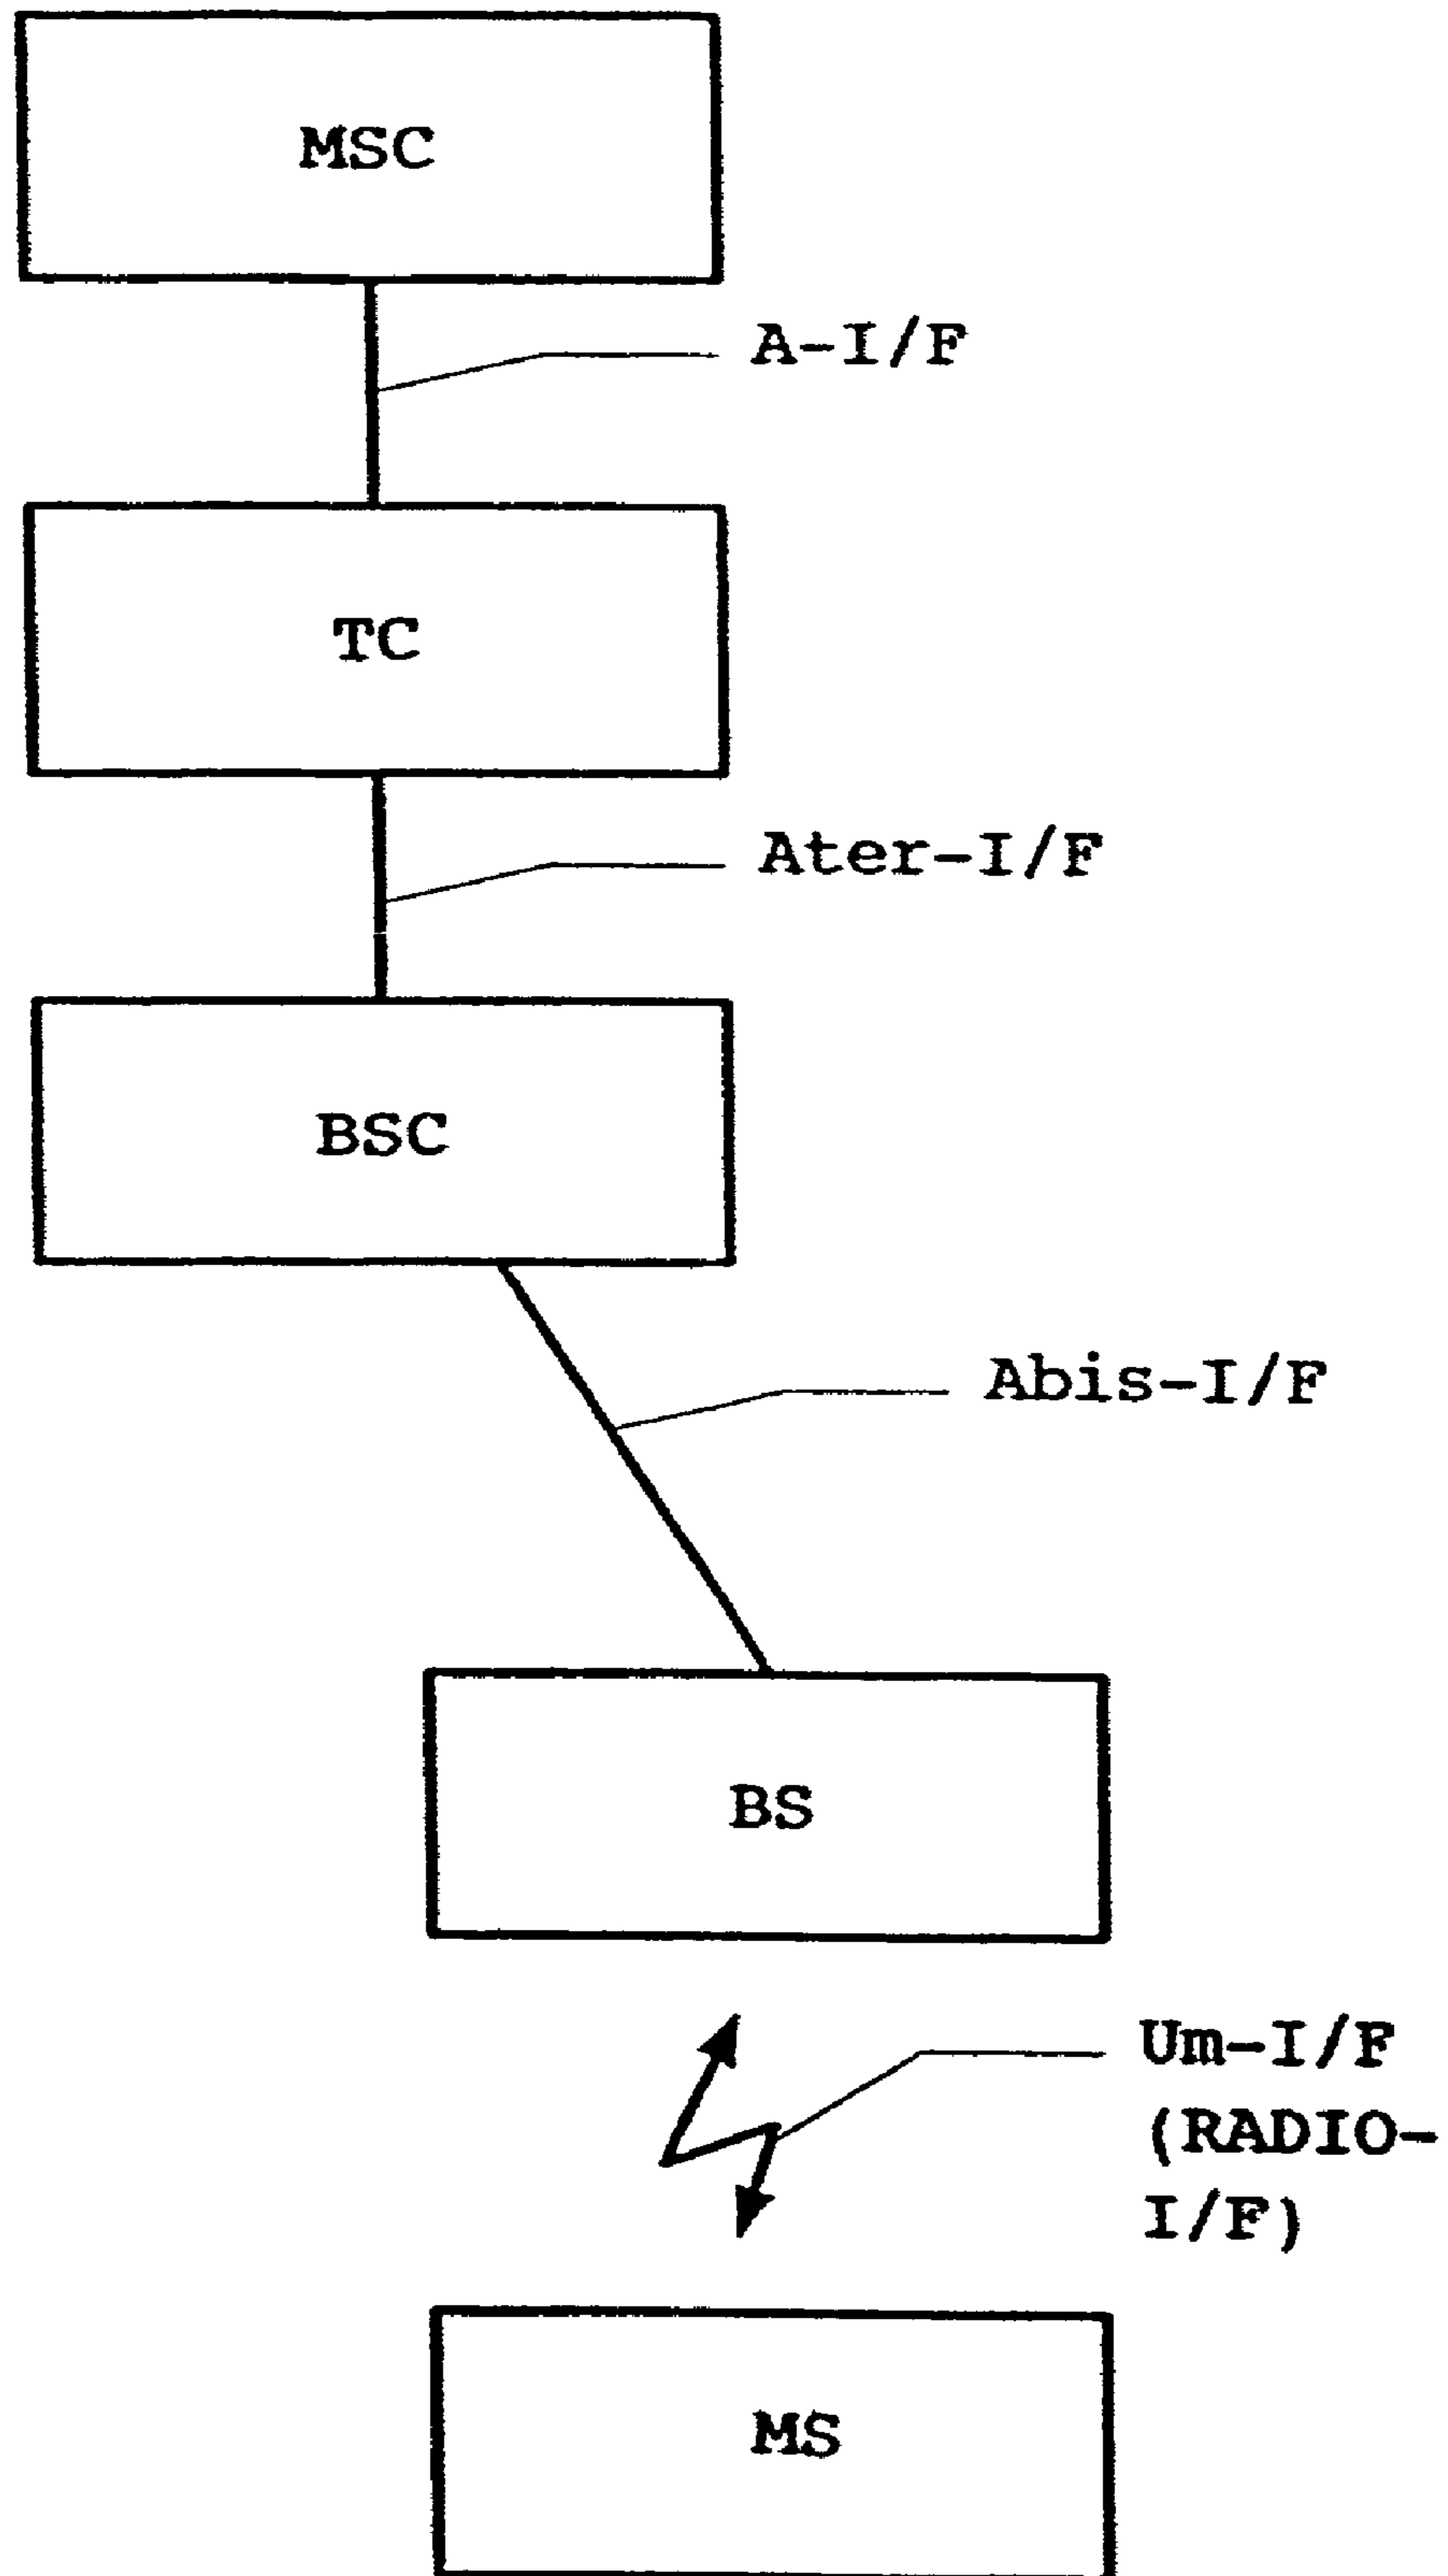 MSC
A-I/F
TC
Ater-I/F
BSC
Abis-I/F
BS
Um-I/F
(RADIO-
I/F)
MS